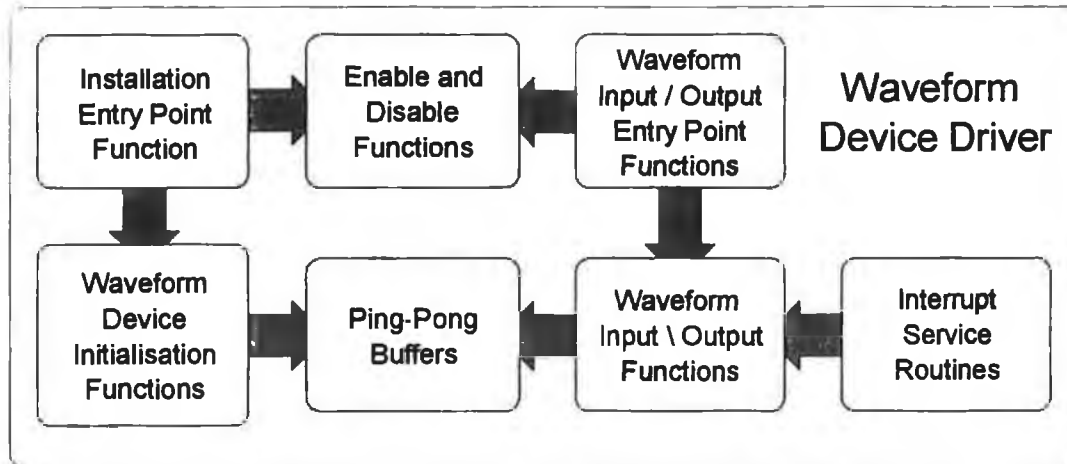 Installation
Entry Point
Function
Enable and
Disable
Functions
Waveform
Input / Output
Entry Point
Functions
Waveform
Device Driver
Waveform
Device
Initialisation
Functions
Ping-Pong
Buffers
Waveform
Input \ Output
Functions
Interrupt
Service
Routines